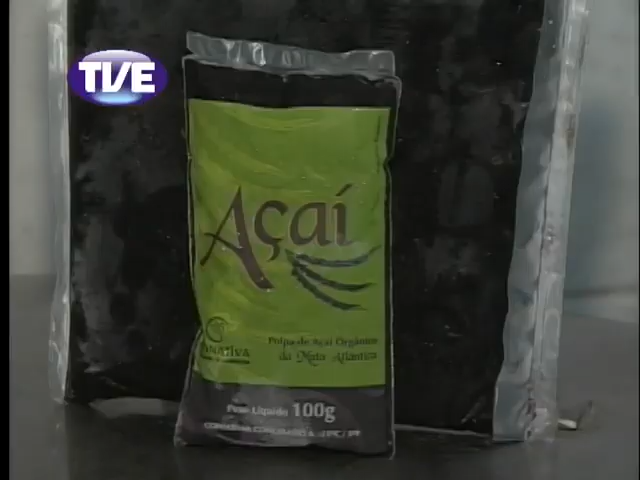 TVE
Açaí
Polpa de Açaí Orgânico
da Mata Atlântica
Peso Líquido 100g